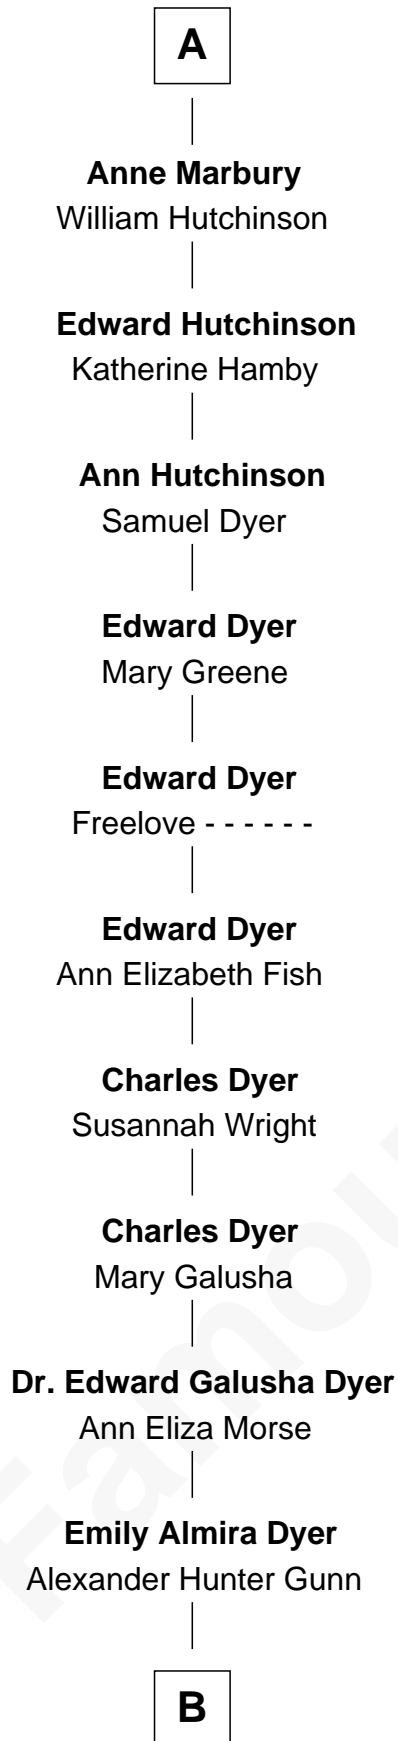 A
Anne Marbury
William Hutchinson
Edward Hutchinson
Katherine Hamby
Ann Hutchinson
Samuel Dyer
Edward Dyer
Mary Greene
Edward Dyer
Freelove - - - - - -
Edward Dyer
Ann Elizabeth Fish
Charles Dyer
Susannah Wright
Charles Dyer
Mary Galusha
Dr. Edward Galusha Dyer
Ann Eliza Morse
Emily Almira Dyer
Alexander Hunter Gunn
B